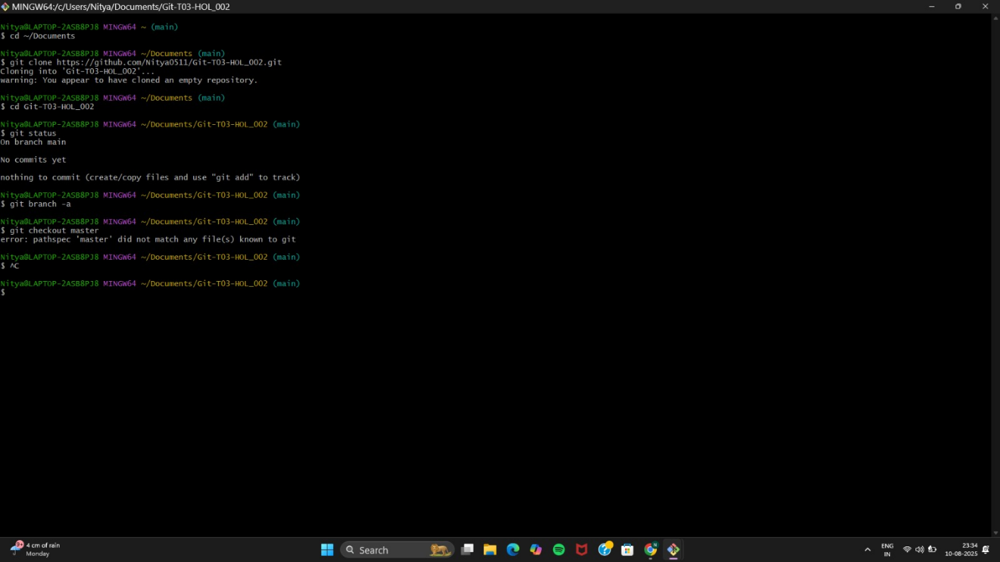 MINGW64:/c/Users/Nitya/Documents/Git-T03-HOL_002
Nitya@LAPTOP-2ASB8PJ8 MINGW64 ~ (main)
$ cd ~/Documents
Nitya@LAPTOP-2ASB8PJ8 MINGW64 ~/Documents (main)
$ git clone https://github.com/Nitya0511/Git-T03-HOL_002.git
Cloning into 'Git-T03-HOL_002'...
warning: You appear to have cloned an empty repository.
Nitya@LAPTOP-2ASB8PJ8 MINGW64 ~/Documents (main)
$ cd Git-T03-HOL_002
Nitya@LAPTOP-2ASB8PJ8 MINGW64 ~/Documents/Git-T03-HOL_002 (main)
$ git status
On branch main
No commits yet
nothing to commit (create/copy files and use "git add" to track)
Nitya@LAPTOP-2ASB8PJ8 MINGW64 ~/Documents/Git-T03-HOL_002 (main)
$ git branch -a
Nitya@LAPTOP-2ASB8PJ8 MINGW64 ~/Documents/Git-T03-HOL_002 (main)
$ git checkout master
error: pathspec 'master' did not match any file(s) known to git
Nitya@LAPTOP-2ASB8PJ8 MINGW64 ~/Documents/Git-T03-HOL_002 (main)
$ ^C
Nitya@LAPTOP-2ASB8PJ8 MINGW64 ~/Documents/Git-T03-HOL_002 (main)
$
9+
4 cm of rain
Monday
Search
N
ENG
IN
23:34
10-08-2025